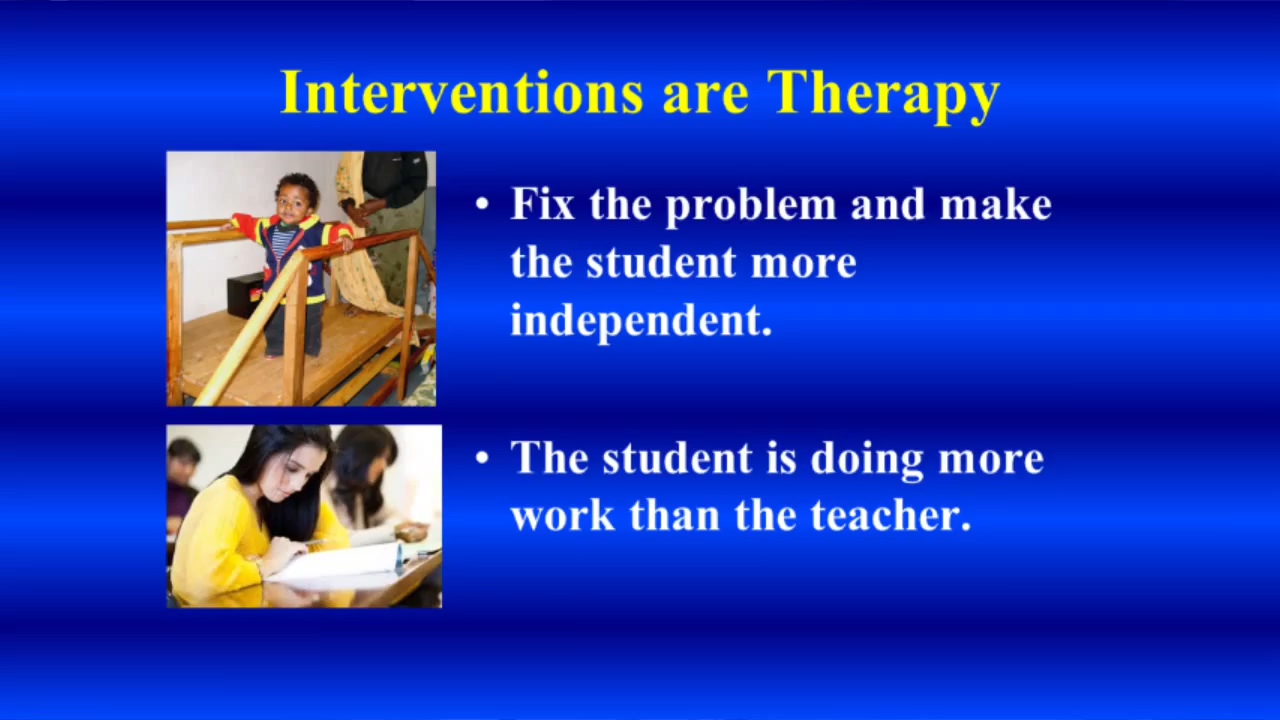 Interventions are Therapy
• Fix the problem and make
the student more
independent.
• The student is doing more
work than the teacher.